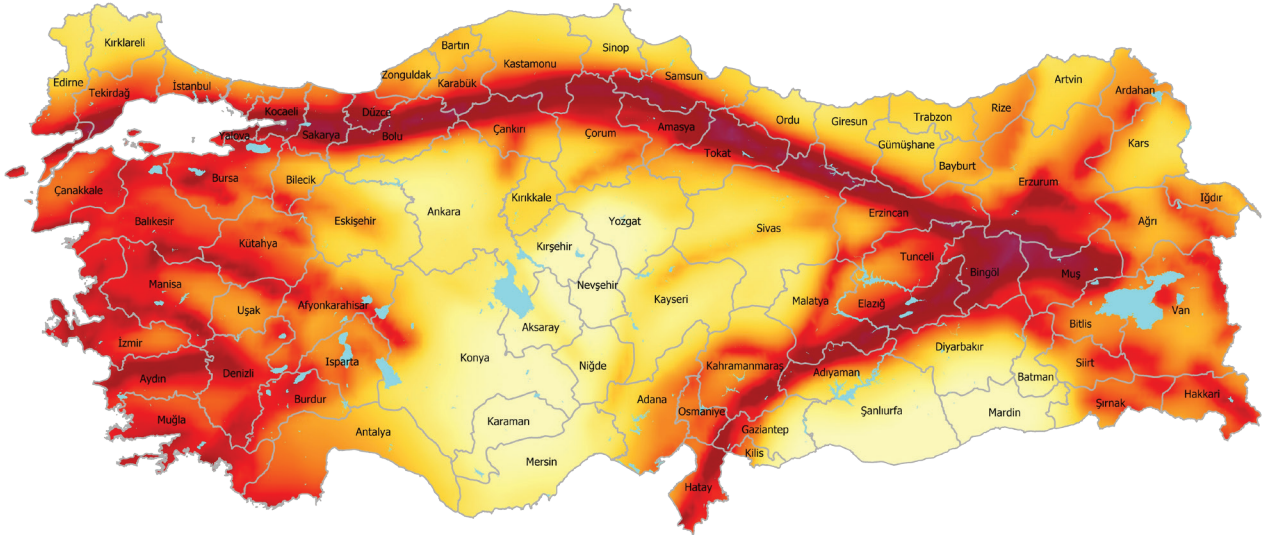 Kırklareli
Edirne
Tekirdağ
İstanbul
Kocaeli
Yalova
Sakarya
Düzce
Bolu
Zonguldak
Bartın
Karabük
Kastamonu
Sinop
Samsun
Çankırı
Çorum
Amasya
Tokat
Ordu
Giresun
Trabzon
Gümüşhane
Bayburt
Rize
Artvin
Ardahan
Kars
Erzurum
Iğdır
Ağrı
Çanakkale
Bursa
Bilecik
Balıkesir
Kütahya
Eskişehir
Ankara
Kırıkkale
Yozgat
Kırşehir
Sivas
Erzincan
Tunceli
Bingöl
Muş
Manisa
Uşak
Afyonkarahisar
Nevşehir
Kayseri
Malatya
Elazığ
Bitlis
Van
İzmir
Aydın
Denizli
Isparta
Burdur
Konya
Aksaray
Niğde
Kahramanmaraş
Adıyaman
Diyarbakır
Batman
Siirt
Şırnak
Hakkari
Muğla
Antalya
Karaman
Mersin
Adana
Osmaniye
Gaziantep
Kilis
Hatay
Şanlıurfa
Mardin